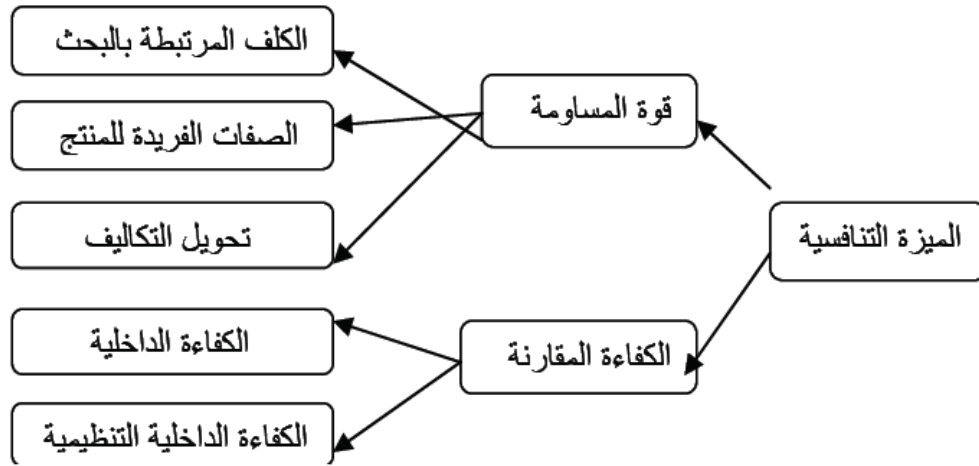 الميزة التنافسية
قوة المساومة
الكلف المرتبطة بالبحث
الصفات الفريدة للمنتج
تحويل التكاليف
الكفاءة المقارنة
الكفاءة الداخلية
الكفاءة الداخلية التنظيمية